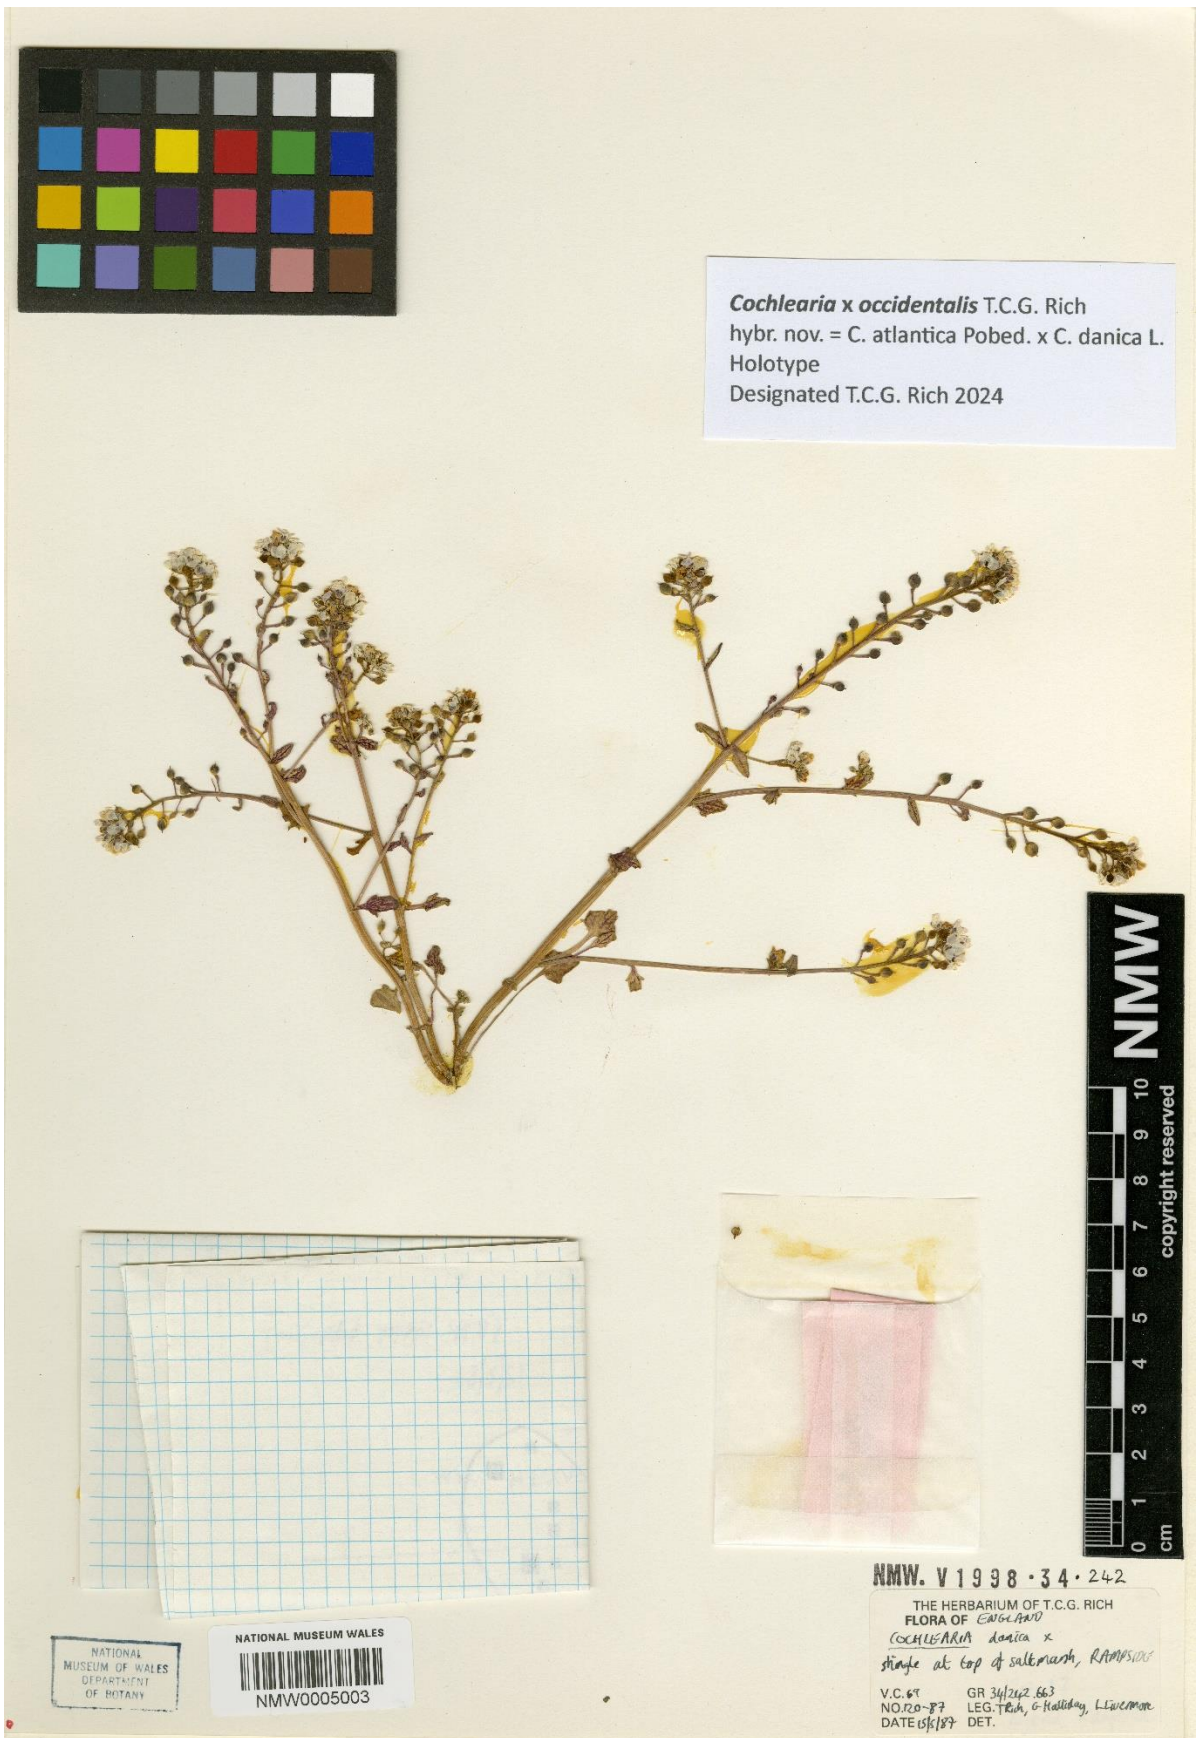 Cochlearia x occidentalis T.C.G. Rich
hybr. nov. = C. atlantica Pobed. x C. danica L.
Holotype
Designated T.C.G. Rich 2024
NMW
10
9
8
7
6
5
4
3
2
1
0
cm
copyright reserved
NMW. V 1998·34·242
THE HERBARIUM OF T.C.G. RICH
FLORA OF ENGLAND
COCHLEARIA danica x
shingle at top of saltmarsh, RAMPSIDE
V.C. 69 GR 34/242.663
NO. 120-87 LEG. T Rich, G Halliday, L Livermore
DATE 15/5/87 DET.
NATIONAL
MUSEUM OF WALES
DEPARTMENT
OF BOTANY
NATIONAL MUSEUM WALES
NMW0005003